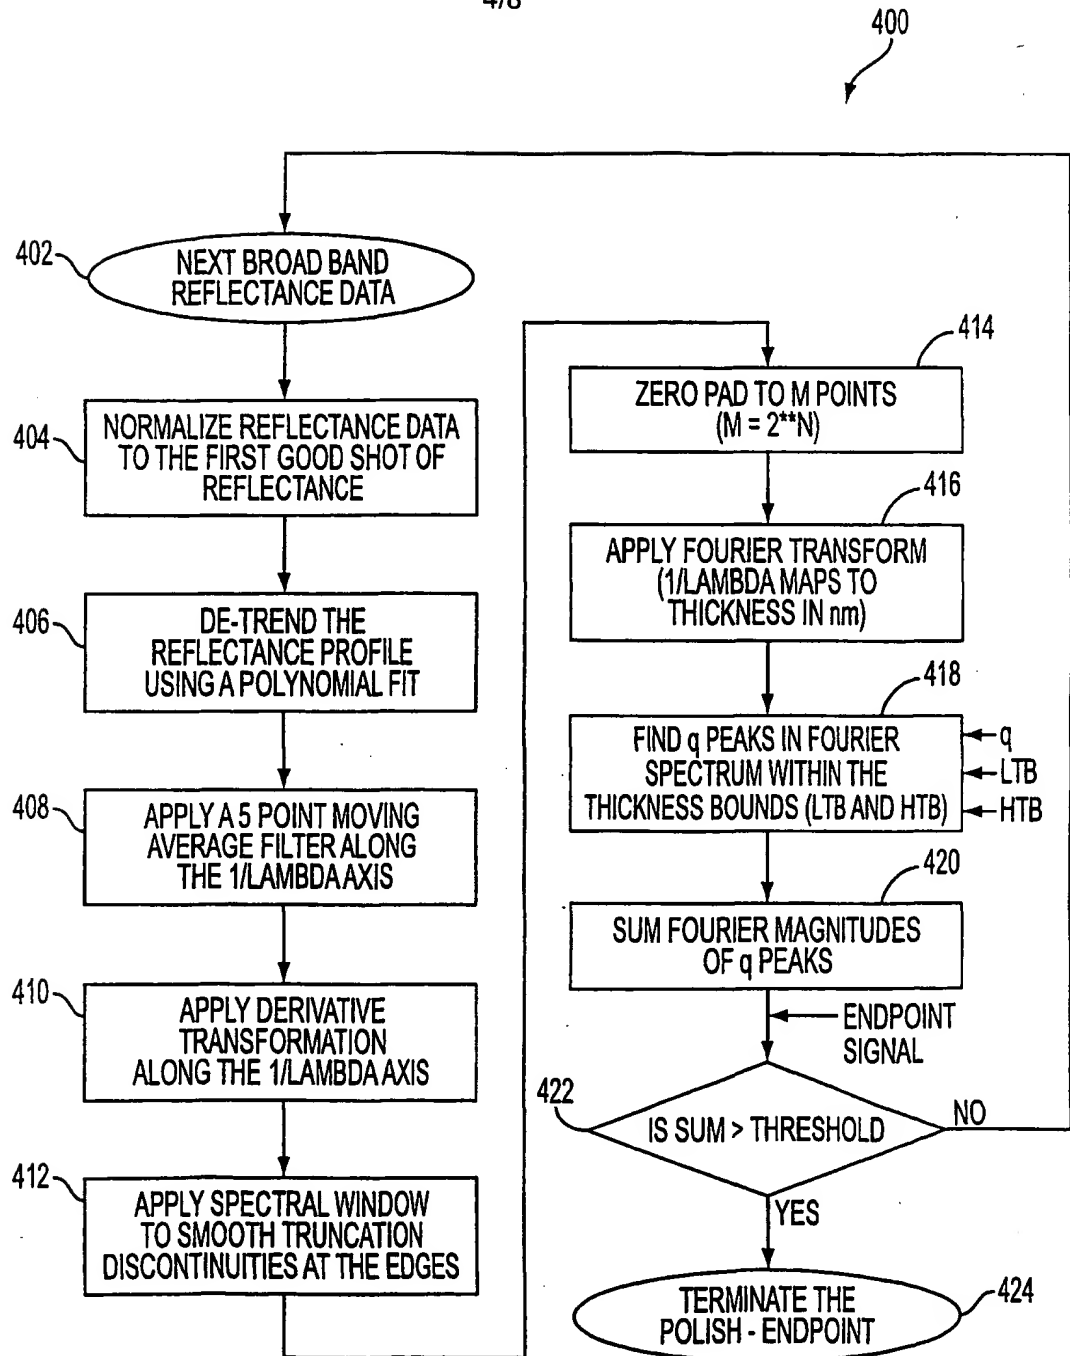 4/8
400
402
NEXT BROAD BAND
REFLECTANCE DATA
404
NORMALIZE REFLECTANCE DATA
TO THE FIRST GOOD SHOT OF
REFLECTANCE
406
DE-TREND THE
REFLECTANCE PROFILE
USING A POLYNOMIAL FIT
408
APPLY A 5 POINT MOVING
AVERAGE FILTER ALONG
THE 1/LAMBDA AXIS
410
APPLY DERIVATIVE
TRANSFORMATION
ALONG THE 1/LAMBDA AXIS
412
APPLY SPECTRAL WINDOW
TO SMOOTH TRUNCATION
DISCONTINUITIES AT THE EDGES
414
ZERO PAD TO M POINTS
(M = 2**N)
416
APPLY FOURIER TRANSFORM
(1/LAMBDA MAPS TO
THICKNESS IN nm)
418
FIND q PEAKS IN FOURIER
SPECTRUM WITHIN THE
THICKNESS BOUNDS (LTB AND HTB)
q
LTB
HTB
420
SUM FOURIER MAGNITUDES
OF q PEAKS
ENDPOINT
SIGNAL
422
IS SUM > THRESHOLD
NO
YES
424
TERMINATE THE
POLISH - ENDPOINT